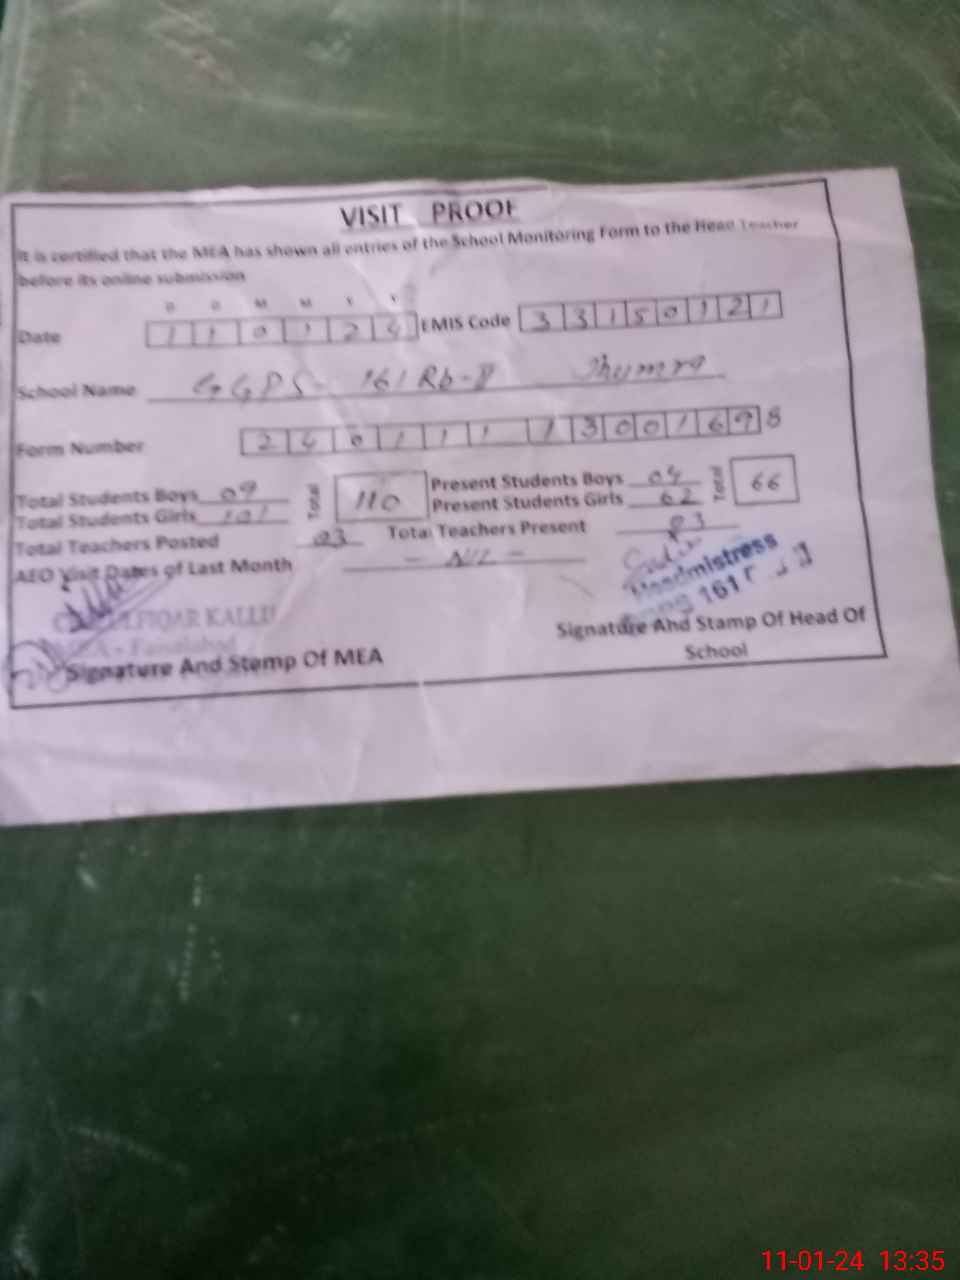 VISIT PROOF
It is certified that the MEA has shown all entries of the School Monitoring Form to the Head Teacher
before its online submission
D D M M Y Y
Date 1 1 0 1 2 4 EMIS Code 3 3 1 5 0 1 2 1
School Name GGPS- 161 Rb-II Jhumra
Form Number 2 4 0 1 1 1 1 3 0 0 1 6 9 8
Total Students Boys 09 Total 110 Present Students Boys 04 Total 66
Total Students Girls 101 Present Students Girls 62
Total Teachers Posted 03 Total Teachers Present 03
AEO Visit Dates of Last Month - NIL -
Headmistress
161
Signature And Stamp Of MEA
Signature And Stamp Of Head Of
School
11-01-24 13:35